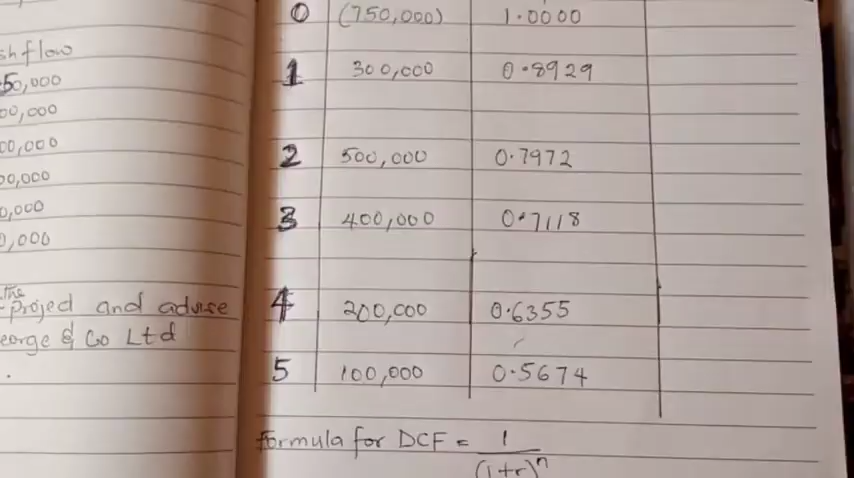 sh flow
50,000
00,000
00,000
00,000
0,000
0,000
the
project and advise
eorge & Co Ltd
.
0 (750,000) 1.0000
1 300,000 0.8929
2 500,000 0.7972
3 400,000 0.7118
4 200,000 0.6355
5 100,000 0.5674
Formula for DCF = 1
(1+r)^n